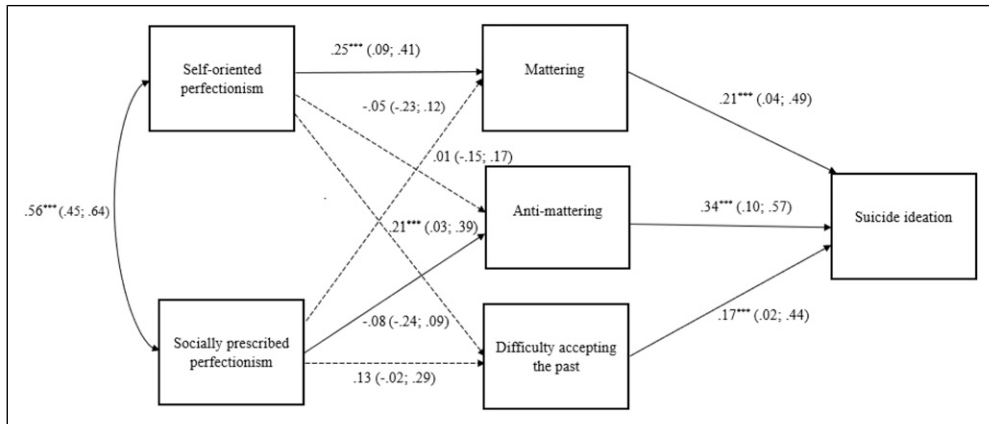 .25*** (.09; .41)
Self-oriented
perfectionism
Mattering
-.05 (-.23; .12)
.21*** (.04; .49)
.01 (-.15; .17)
.56*** (.45; .64)
.21*** (.03; .39)
Anti-mattering
.34*** (.10; .57)
Suicide ideation
-.08 (-.24; .09)
.17*** (.02; .44)
Socially prescribed
perfectionism
Difficulty accepting
the past
.13 (-.02; .29)